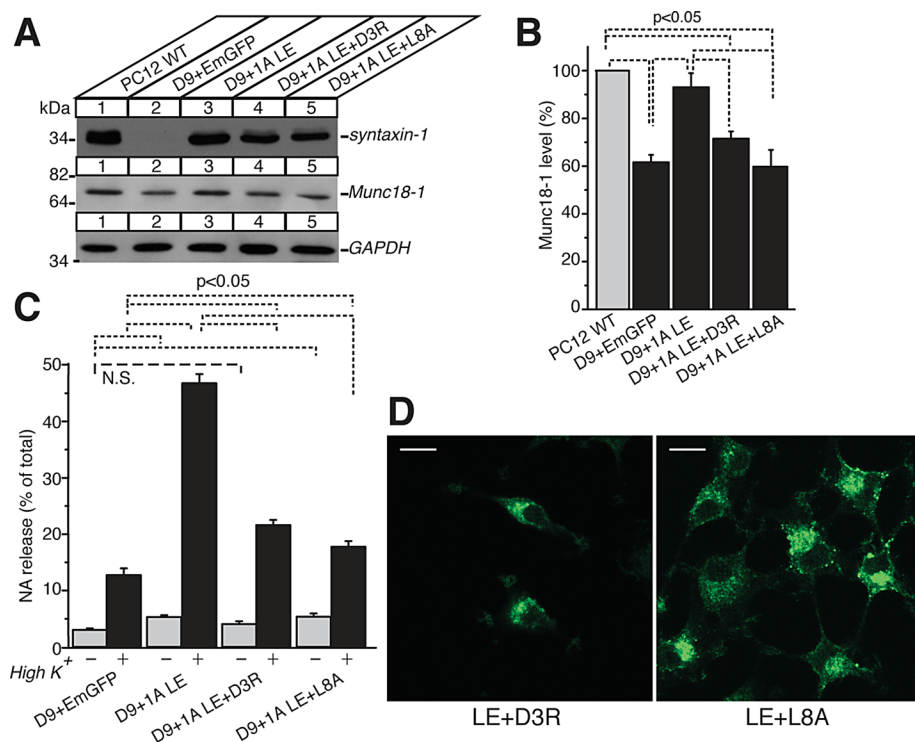 A
PC12 WT
D9+EmGFP
D9+1A LE
D9+1A LE+D3R
D9+1A LE+L8A
kDa
1 2 3 4 5
34
syntaxin-1
82
1 2 3 4 5
64
Munc18-1
1 2 3 4 5
GAPDH
34
B
p<0.05
Munc18-1 level (%)
100
80
60
40
20
0
PC12 WT
D9+EmGFP
D9+1A LE
D9+1A LE+D3R
D9+1A LE+L8A
C
p<0.05
N.S.
NA release (% of total)
50
40
30
20
10
0
High K+ − + − + − + − +
D9+EmGFP
D9+1A LE
D9+1A LE+D3R
D9+1A LE+L8A
D
LE+D3R
LE+L8A